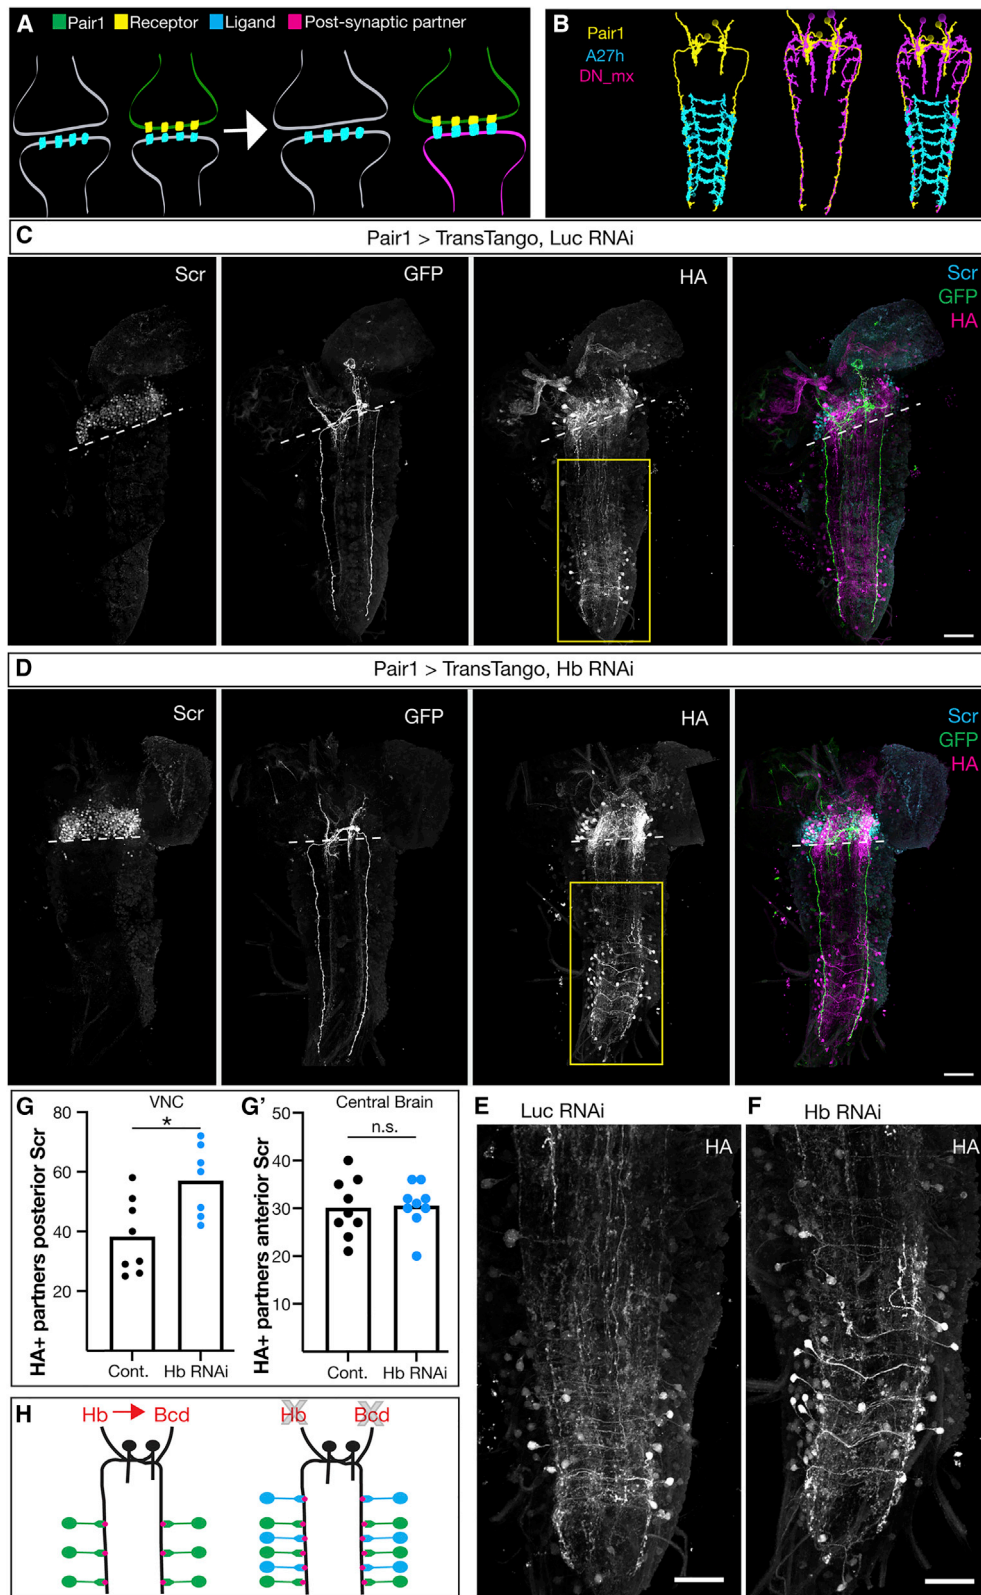 A
Pair1 Receptor Ligand Post-synaptic partner
B
Pair1
A27h
DN_mx
C
Pair1 > TransTango, Luc RNAi
Scr
GFP
HA
Scr
GFP
HA
D
Pair1 > TransTango, Hb RNAi
Scr
GFP
HA
Scr
GFP
HA
G
VNC
*
HA+ partners posterior Scr
80
60
40
20
Cont. Hb RNAi
G'
Central Brain
n.s.
HA+ partners anterior Scr
50
40
30
20
10
Cont. Hb RNAi
E
Luc RNAi
HA
F
Hb RNAi
HA
H
Hb Bcd
Hb Bcd